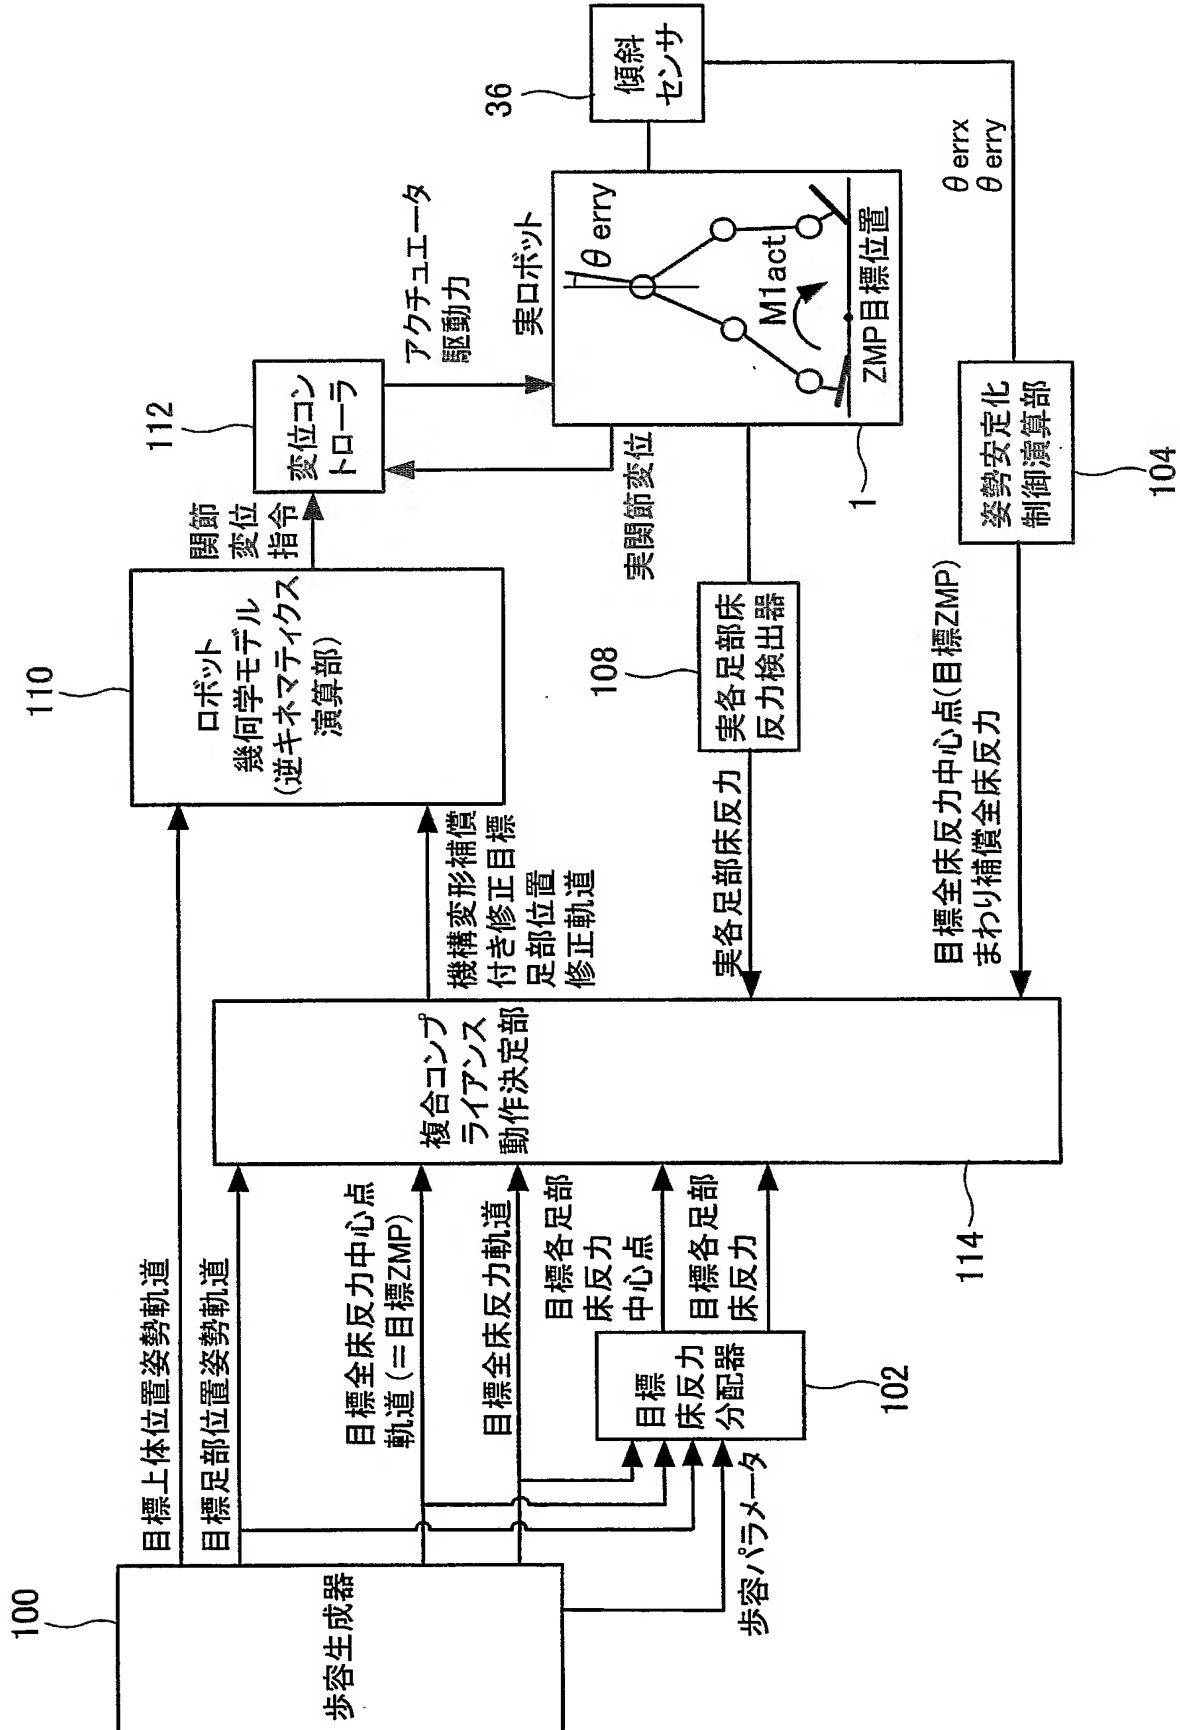 100
歩容生成器
目標上体位置姿勢軌道
目標足部位置姿勢軌道
目標全床反力中心点
軌道(=目標ZMP)
目標全床反力軌道
歩容パラメータ
目標
床反力
分配器
102
目標各足部
床反力
中心点
目標各足部
床反力
複合コンプ
ライアンス
動作決定部
114
機構変形補償
付き修正目標
足部位置
修正軌道
実各足部床反力
目標全床反力中心点(目標ZMP)
まわり補償全床反力
110
ロボット
幾何学モデル
(逆キネマティクス
演算部)
関節
変位
指令
112
変位コン
トローラ
アクチュエータ
駆動力
実関節変位
108
実各足部床
反力検出器
実ロボット
θ erry
M1act
ZMP目標位置
1
36
傾斜
センサ
θ errx
θ erry
姿勢安定化
制御演算部
104